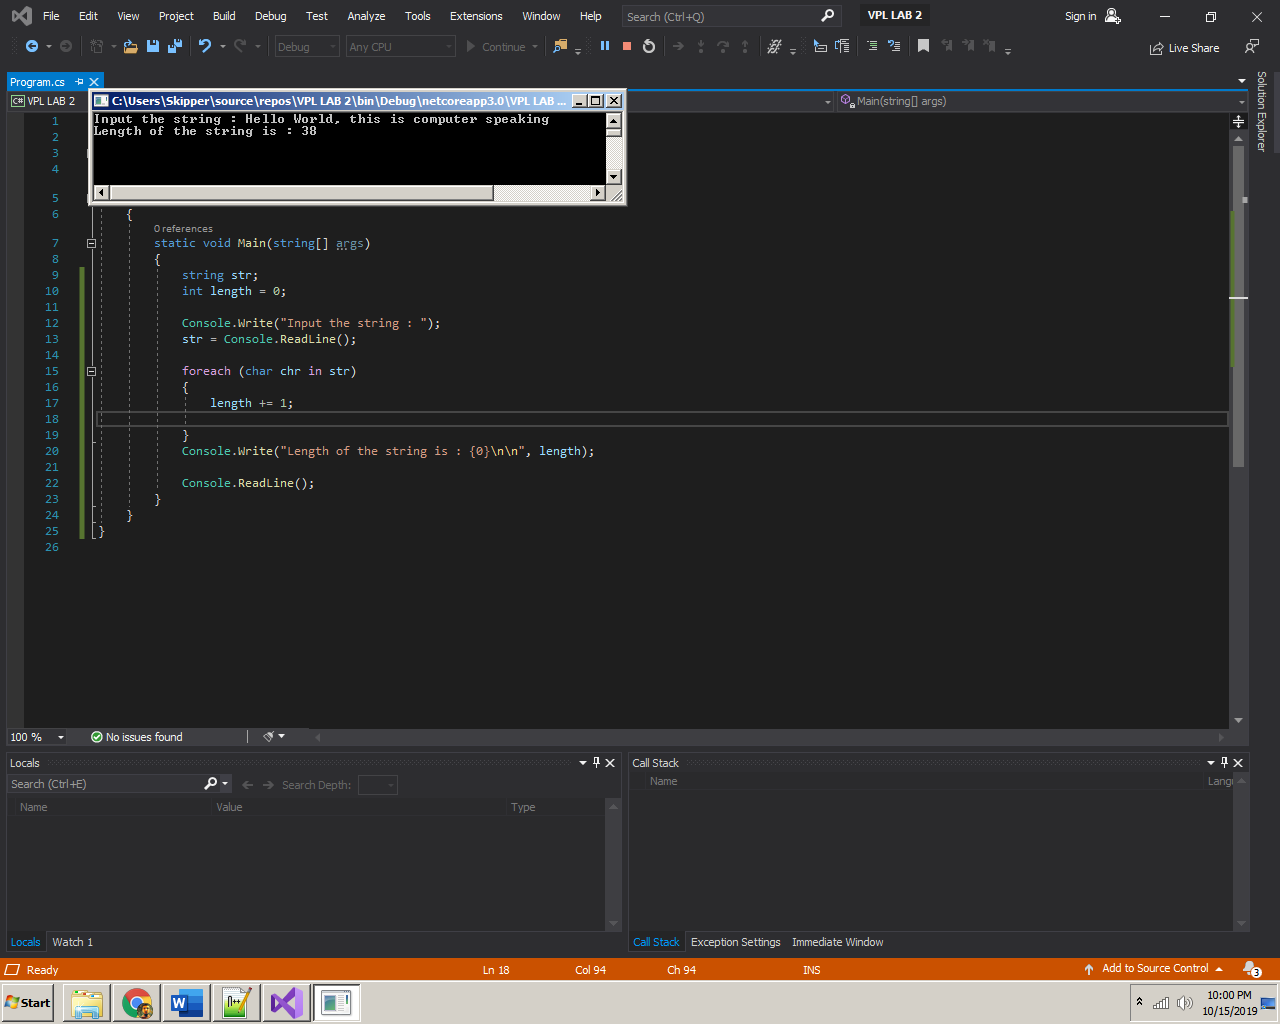 File Edit View Project Build Debug Test Analyze Tools Extensions Window Help Search (Ctrl+Q) VPL LAB 2 Sign in
Debug Any CPU Continue Live Share
Program.cs
C# VPL LAB 2 Main(string[] args)
Solution Explorer
C:\Users\Skipper\source\repos\VPL LAB 2\bin\Debug\netcoreapp3.0\VPL LAB ...
Input the string : Hello World, this is computer speaking
Length of the string is : 38
1
2
3
4
5
6 {
0 references
7 static void Main(string[] args)
8 {
9 string str;
10 int length = 0;
11
12 Console.Write("Input the string : ");
13 str = Console.ReadLine();
14
15 foreach (char chr in str)
16 {
17 length += 1;
18
19 }
20 Console.Write("Length of the string is : {0}\n\n", length);
21
22 Console.ReadLine();
23 }
24 }
25 }
26
100 % No issues found
Locals
Search (Ctrl+E) Search Depth:
Name Value Type
Locals Watch 1
Call Stack
Name Langu
Call Stack Exception Settings Immediate Window
Ready Ln 18 Col 94 Ch 94 INS Add to Source Control 3
Start 10:00 PM
10/15/2019